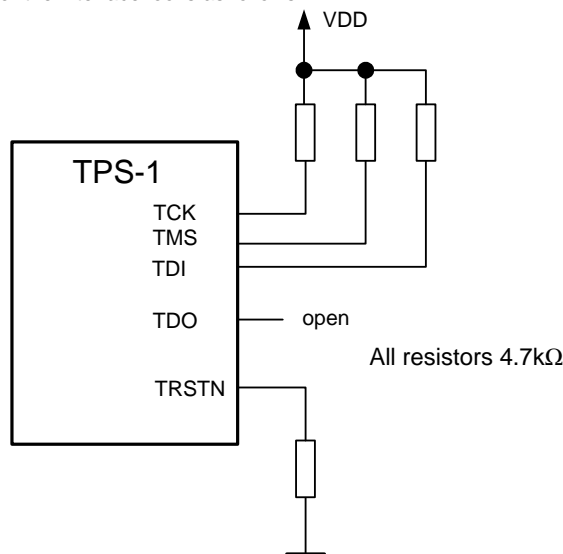 VDD
TPS-1
TCK
TMS
TDI
TDO
open
All resistors 4.7kΩ
TRSTN